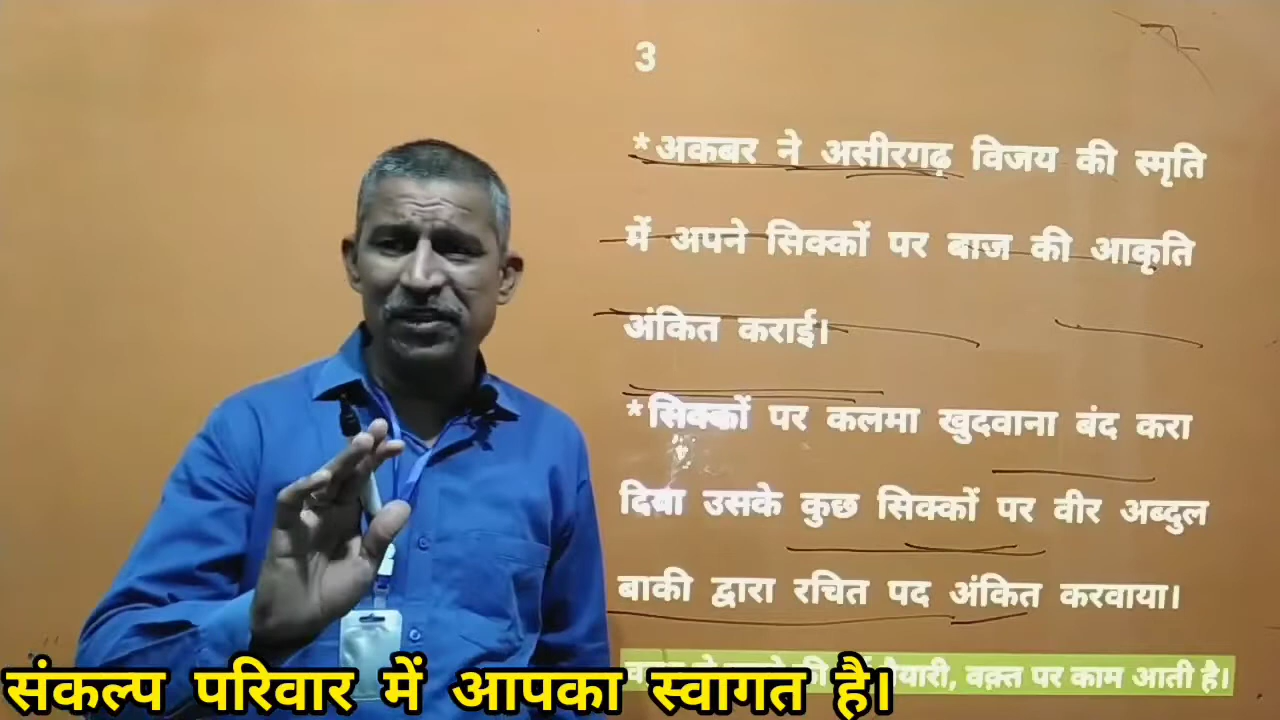 3
*अकबर ने असीरगढ़ विजय की स्मृति
में अपने सिक्कों पर बाज की आकृति
अंकित कराई।
*सिक्कों पर कलमा खुदवाना बंद करा
दिया उसके कुछ सिक्कों पर वीर अब्दुल
बाकी द्वारा रचित पद अंकित करवाया।
की तैयारी, वक़्त पर काम आती है।
संकल्प परिवार में आपका स्वागत है।